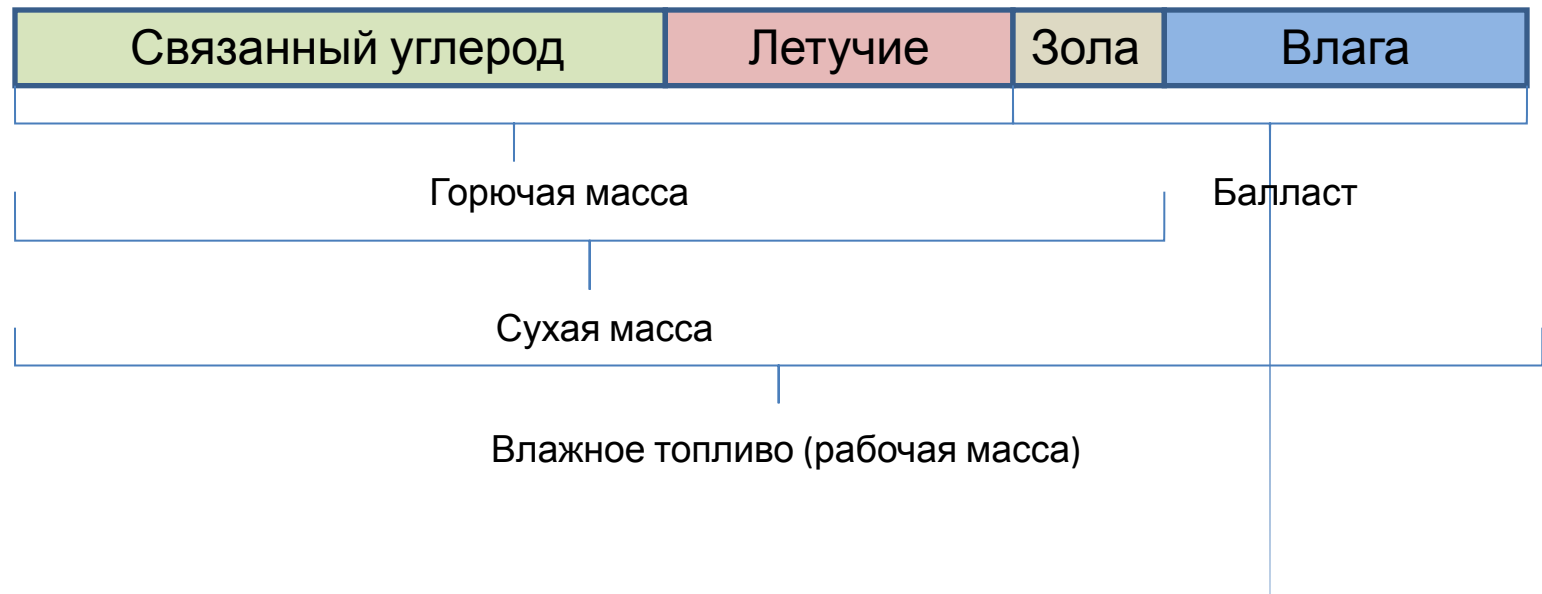 Связанный углерод Летучие Зола Влага
Горючая масса Балласт
Сухая масса
Влажное топливо (рабочая масса)